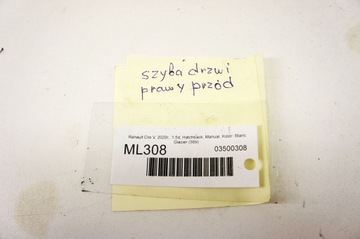 szyba drzwi
prawy przód
Renault Clio V, 2020r., 1.5d, Hatchback, Manual, Kolor: Blanc
Glacier (369)
ML308 03500308